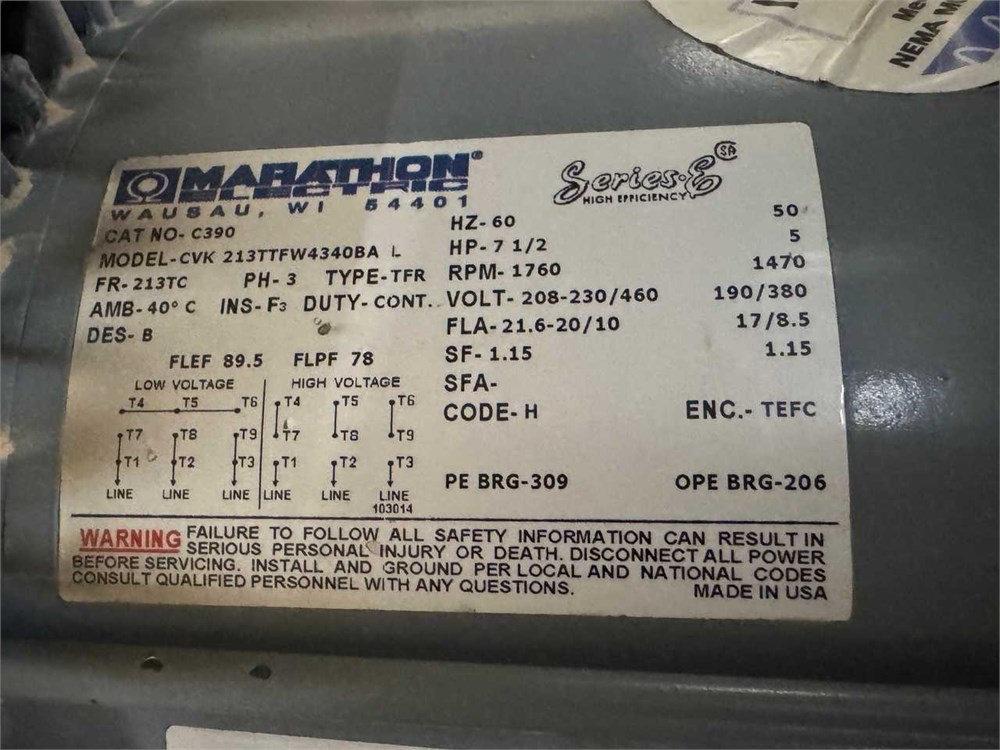 NEMA
MARATHON®
ELECTRIC
WAUSAU, WI 54401
Series-E SA
HIGH EFFICIENCY
CAT NO- C390
MODEL-CVK 213TTFW4340BA L
FR- 213TC PH- 3 TYPE-TFR
AMB- 40° C INS- F3 DUTY- CONT.
DES- B
FLEF 89.5 FLPF 78
HZ- 60 50
HP- 7 1/2 5
RPM- 1760 1470
VOLT- 208-230/460 190/380
FLA- 21.6-20/10 17/8.5
SF- 1.15 1.15
SFA-
CODE- H ENC.- TEFC
PE BRG-309 OPE BRG-206
LOW VOLTAGE HIGH VOLTAGE
T4 T5 T6 T4 T5 T6
T7 T8 T9 T7 T8 T9
T1 T2 T3 T1 T2 T3
LINE LINE LINE LINE LINE LINE
103014
WARNING FAILURE TO FOLLOW ALL SAFETY INFORMATION CAN RESULT IN
SERIOUS PERSONAL INJURY OR DEATH. DISCONNECT ALL POWER
BEFORE SERVICING. INSTALL AND GROUND PER LOCAL AND NATIONAL CODES
CONSULT QUALIFIED PERSONNEL WITH ANY QUESTIONS. MADE IN USA